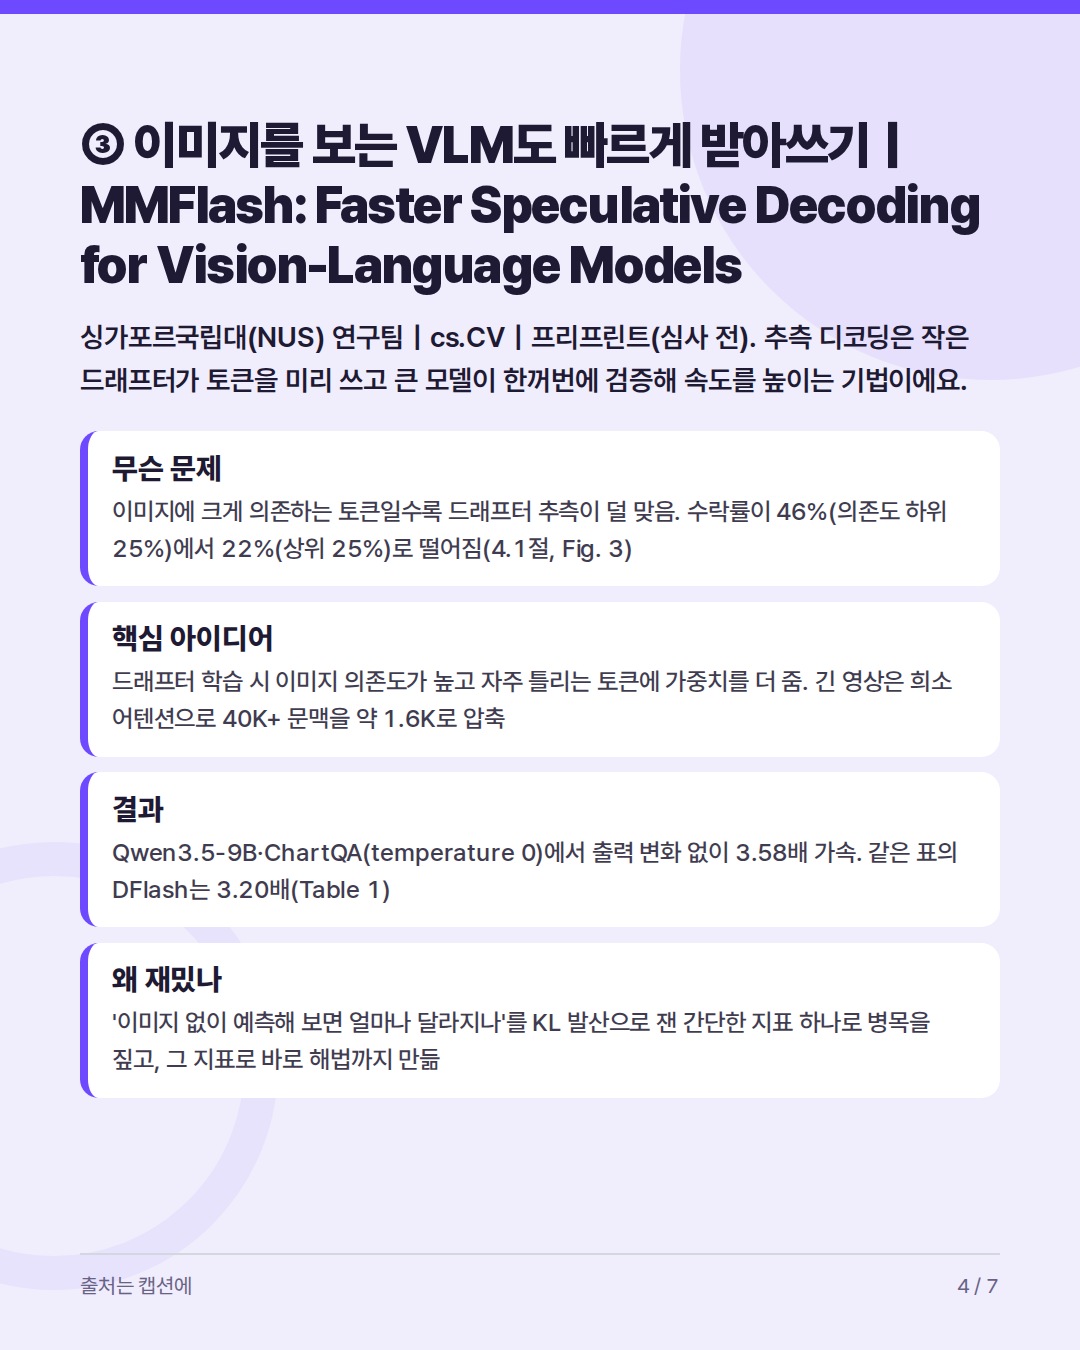 ③ 이미지를 보는 VLM도 빠르게 받아쓰기 |
MMFlash: Faster Speculative Decoding
for Vision-Language Models
싱가포르국립대(NUS) 연구팀 | cs.CV | 프리프린트(심사 전). 추측 디코딩은 작은
드래프터가 토큰을 미리 쓰고 큰 모델이 한꺼번에 검증해 속도를 높이는 기법이에요.
무슨 문제
이미지에 크게 의존하는 토큰일수록 드래프터 추측이 덜 맞음. 수락률이 46%(의존도 하위
25%)에서 22%(상위 25%)로 떨어짐(4.1절, Fig. 3)
핵심 아이디어
드래프터 학습 시 이미지 의존도가 높고 자주 틀리는 토큰에 가중치를 더 줌. 긴 영상은 희소
어텐션으로 40K+ 문맥을 약 1.6K로 압축
결과
Qwen3.5-9B·ChartQA(temperature 0)에서 출력 변화 없이 3.58배 가속. 같은 표의
DFlash는 3.20배(Table 1)
왜 재밌나
'이미지 없이 예측해 보면 얼마나 달라지나'를 KL 발산으로 잰 간단한 지표 하나로 병목을
짚고, 그 지표로 바로 해법까지 만듦
출처는 캡션에
4 / 7